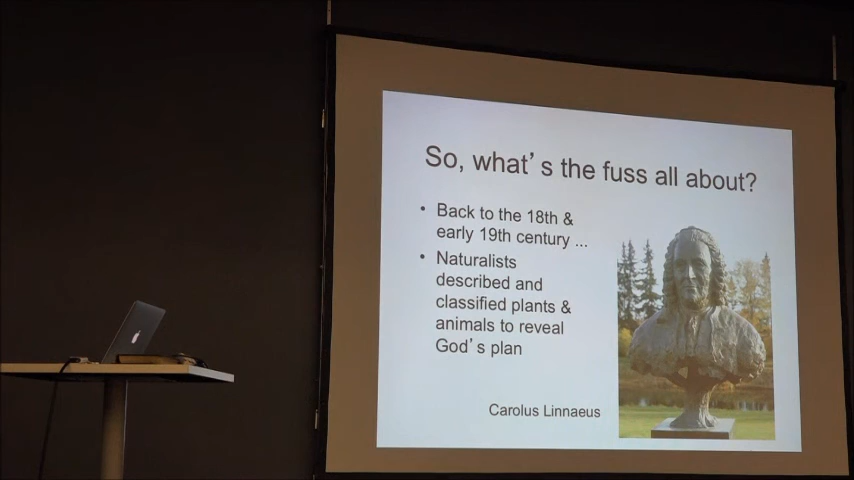 So, what's the fuss all about?
• Back to the 18th &
early 19th century ...
• Naturalists
described and
classified plants &
animals to reveal
God's plan
Carolus Linnaeus